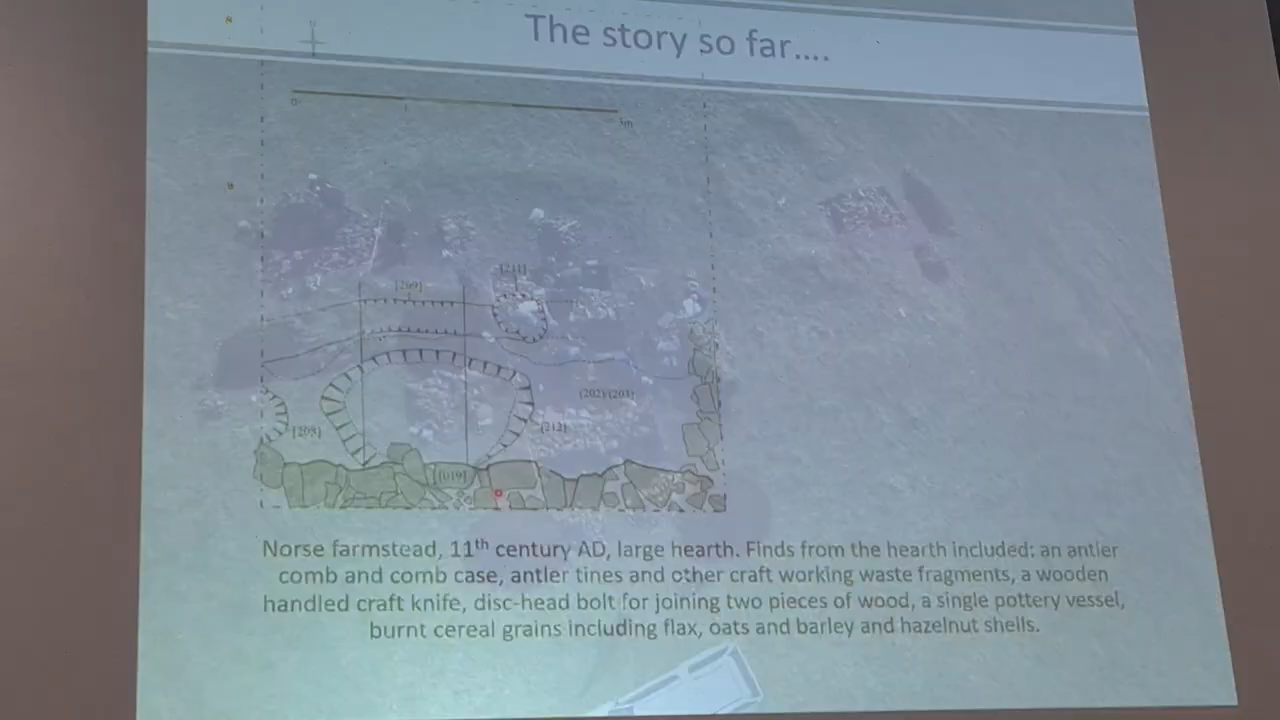 The story so far....
0
3m
[211]
[209]
(202)/(203)
[208]
[212]
[019]
Norse farmstead, 11th century AD, large hearth. Finds from the hearth included: an antler
comb and comb case, antler tines and other craft working waste fragments, a wooden
handled craft knife, disc-head bolt for joining two pieces of wood, a single pottery vessel,
burnt cereal grains including flax, oats and barley and hazelnut shells.